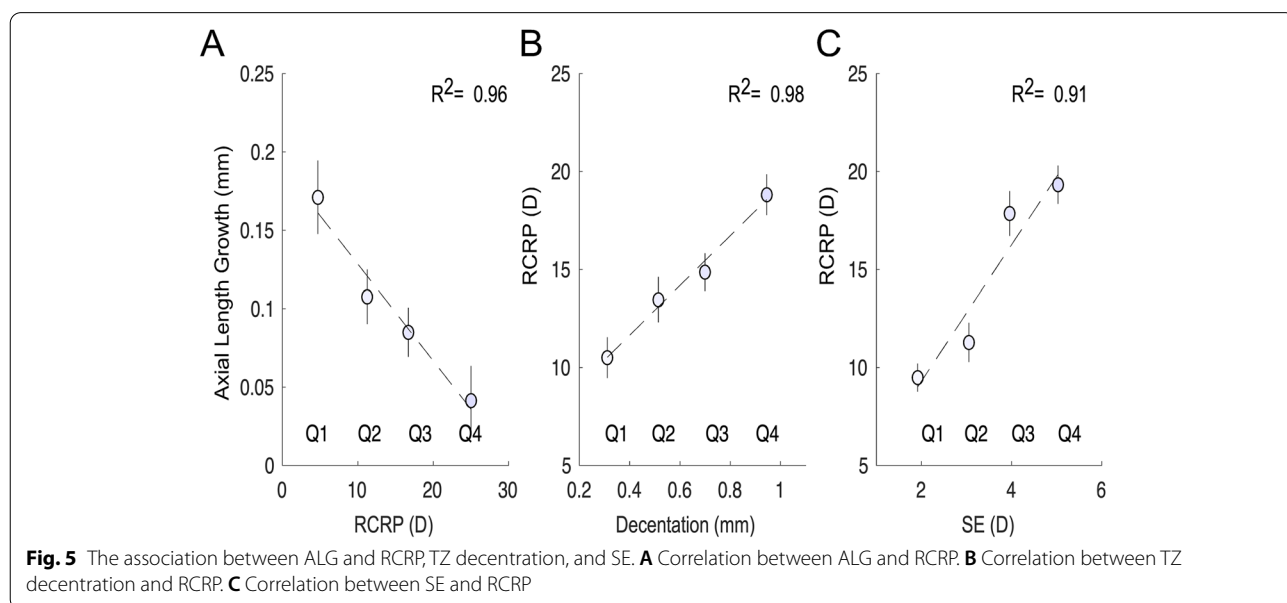 A
R2= 0.96
Axial Length Growth (mm)
0.25
0.2
0.15
0.1
0.05
0
Q1 Q2 Q3 Q4
0 10 20 30
RCRP (D)
B
R2= 0.98
RCRP (D)
25
20
15
10
5
Q1 Q2 Q3 Q4
0.2 0.4 0.6 0.8 1
Decentation (mm)
C
R2= 0.91
RCRP (D)
25
20
15
10
5
Q1 Q2 Q3 Q4
2 4 6
SE (D)
Fig. 5 The association between ALG and RCRP, TZ decentration, and SE. A Correlation between ALG and RCRP. B Correlation between TZ
decentration and RCRP. C Correlation between SE and RCRP